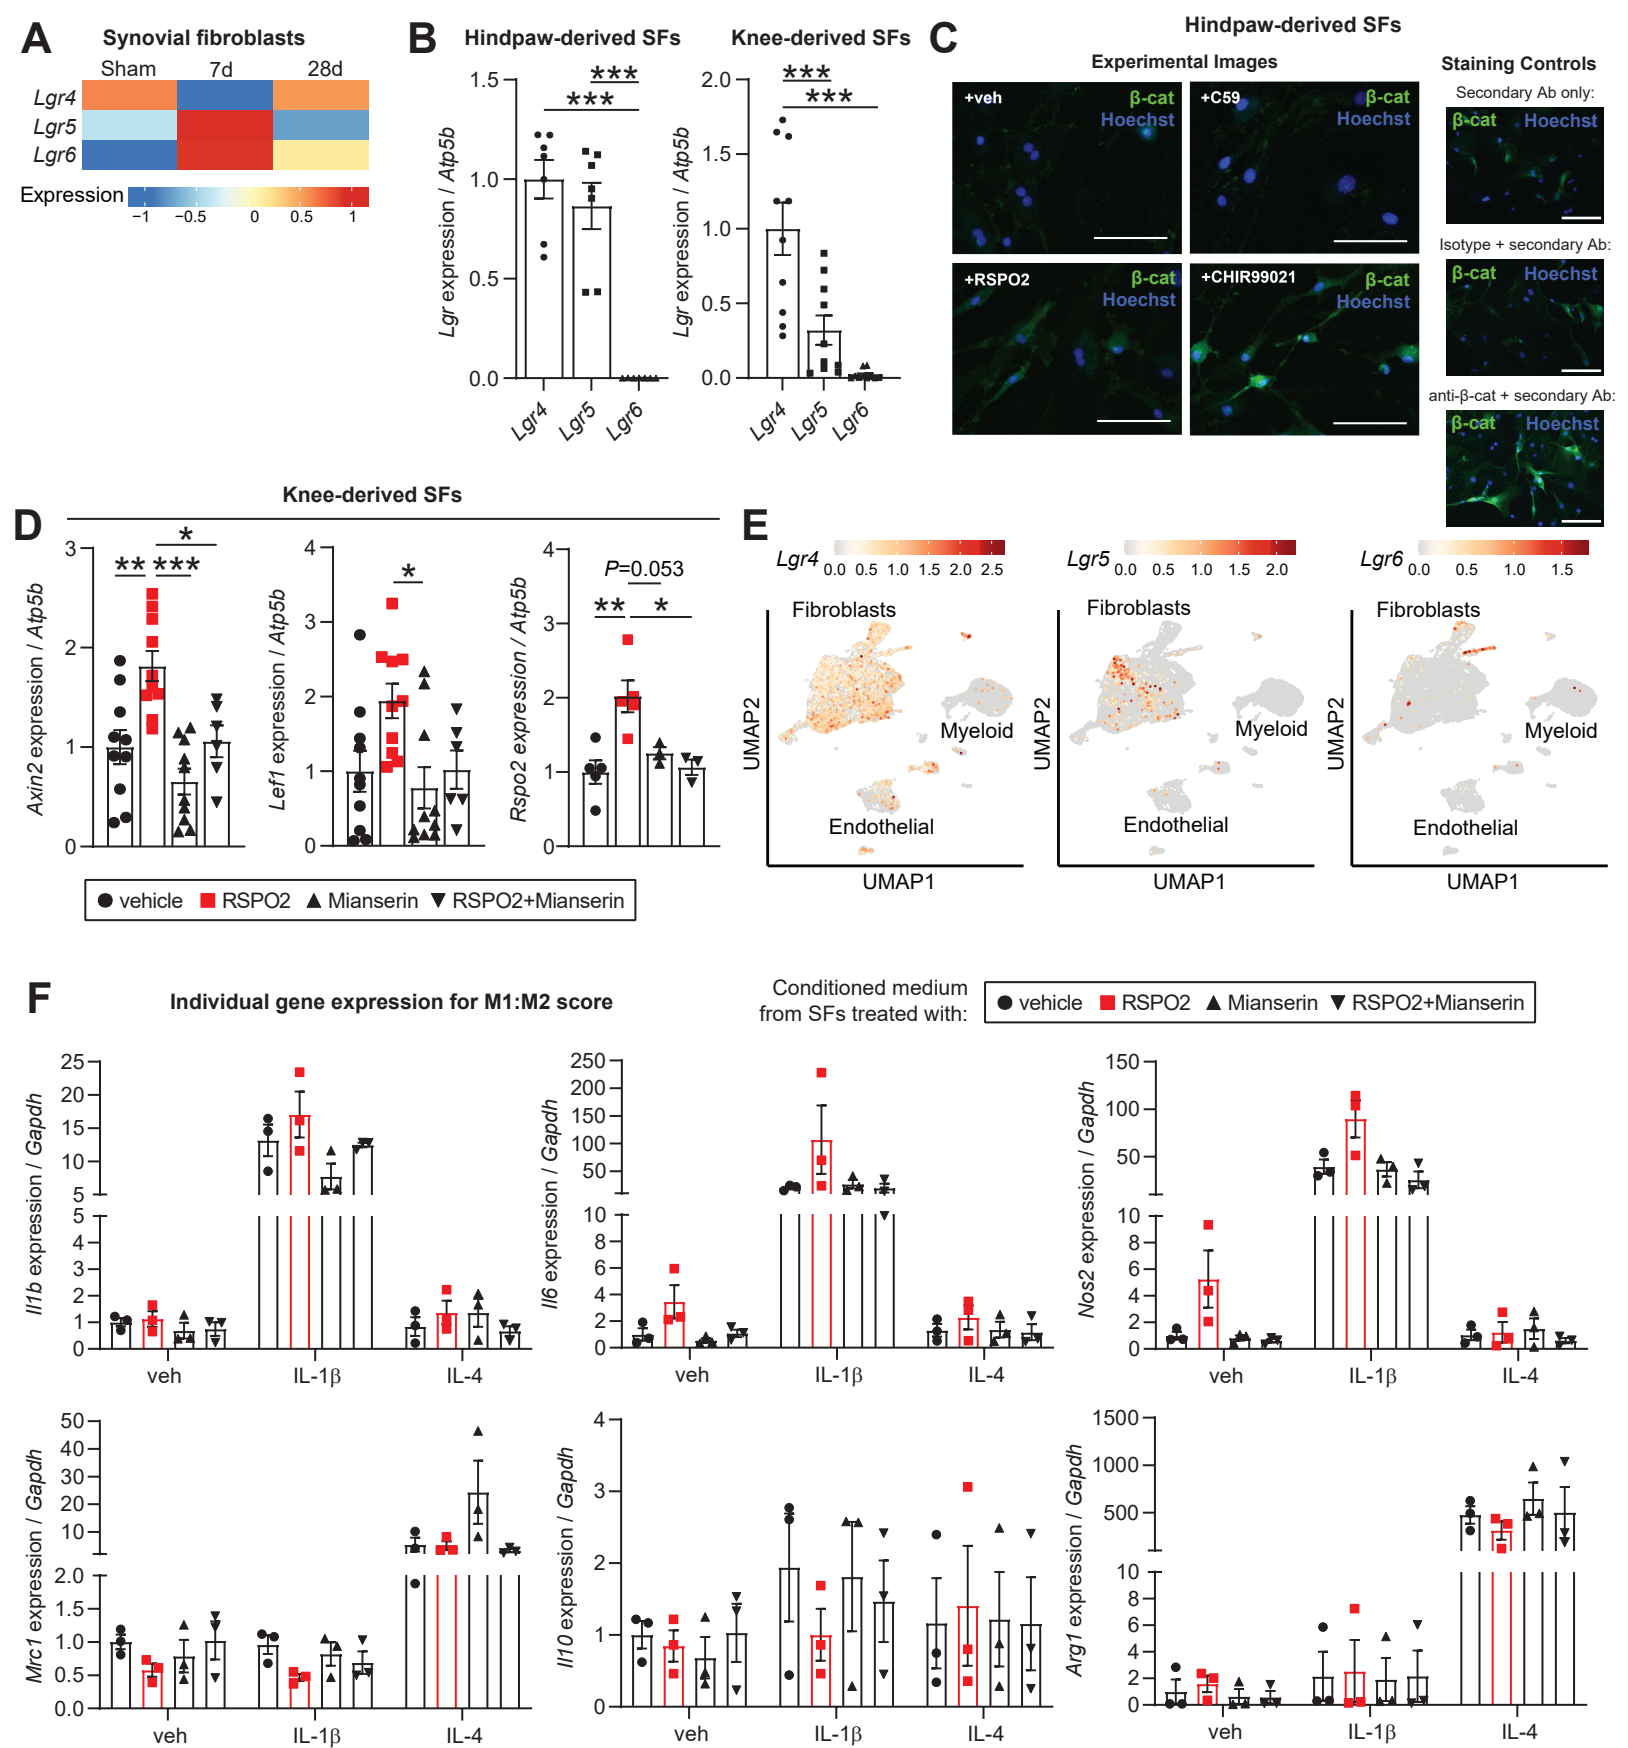 A
Synovial fibroblasts
Sham 7d 28d
Lgr4
Lgr5
Lgr6
Expression
−1 −0.5 0 0.5 1
B
Hindpaw-derived SFs
Lgr expression / Atp5b
1.5
1.0
0.5
0.0
***
***
Lgr4 Lgr5 Lgr6
Knee-derived SFs
Lgr expression / Atp5b
2.0
1.5
1.0
0.5
0.0
***
***
Lgr4 Lgr5 Lgr6
C
Hindpaw-derived SFs
Experimental Images
+veh
β-cat
Hoechst
+C59
β-cat
Hoechst
+RSPO2
β-cat
Hoechst
+CHIR99021
β-cat
Hoechst
Staining Controls
Secondary Ab only:
β-cat Hoechst
Isotype + secondary Ab:
β-cat Hoechst
anti-β-cat + secondary Ab:
β-cat Hoechst
D
Knee-derived SFs
Axin2 expression / Atp5b
3
2
1
0
*
** ***
Lef1 expression / Atp5b
4
3
2
1
0
*
Rspo2 expression / Atp5b
4
3
2
1
0
P=0.053
** *
vehicle RSPO2 Mianserin RSPO2+Mianserin
E
Lgr4
0.0 0.5 1.0 1.5 2.0 2.5
Fibroblasts
Myeloid
Endothelial
UMAP2
UMAP1
Lgr5
0.0 0.5 1.0 1.5 2.0
Fibroblasts
Myeloid
Endothelial
UMAP2
UMAP1
Lgr6
0.0 0.5 1.0 1.5
Fibroblasts
Myeloid
Endothelial
UMAP2
UMAP1
F
Individual gene expression for M1:M2 score
Conditioned medium
from SFs treated with:
vehicle RSPO2 Mianserin RSPO2+Mianserin
Il1b expression / Gapdh
25
20
15
10
5
5
4
3
2
1
0
veh IL-1β IL-4
Il6 expression / Gapdh
250
200
150
100
50
10
8
6
4
2
0
veh IL-1β IL-4
Nos2 expression / Gapdh
150
100
50
10
8
6
4
2
0
veh IL-1β IL-4
Mrc1 expression / Gapdh
50
40
30
20
10
2.0
1.5
1.0
0.5
0.0
veh IL-1β IL-4
Il10 expression / Gapdh
4
3
2
1
0
veh IL-1β IL-4
Arg1 expression / Gapdh
1500
1000
500
10
8
6
4
2
0
veh IL-1β IL-4